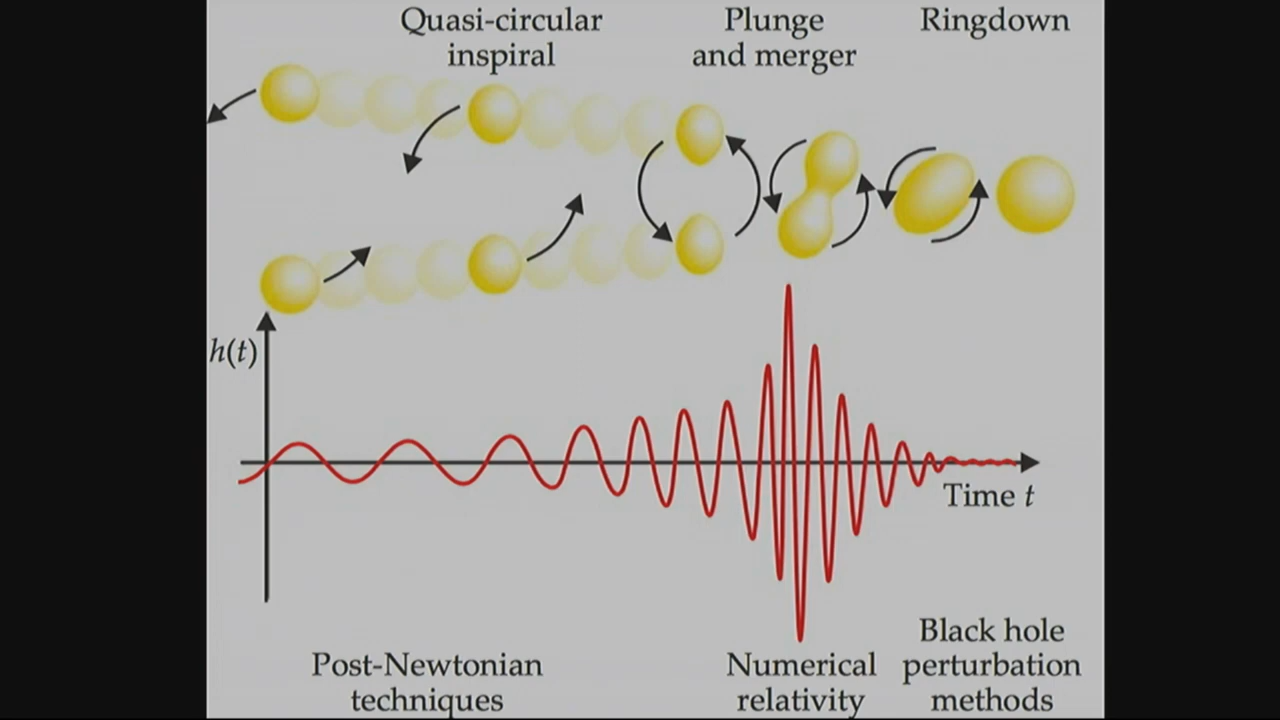 Quasi-circular
inspiral
Plunge
and merger
Ringdown
h(t)
Time t
Post-Newtonian
techniques
Numerical
relativity
Black hole
perturbation
methods